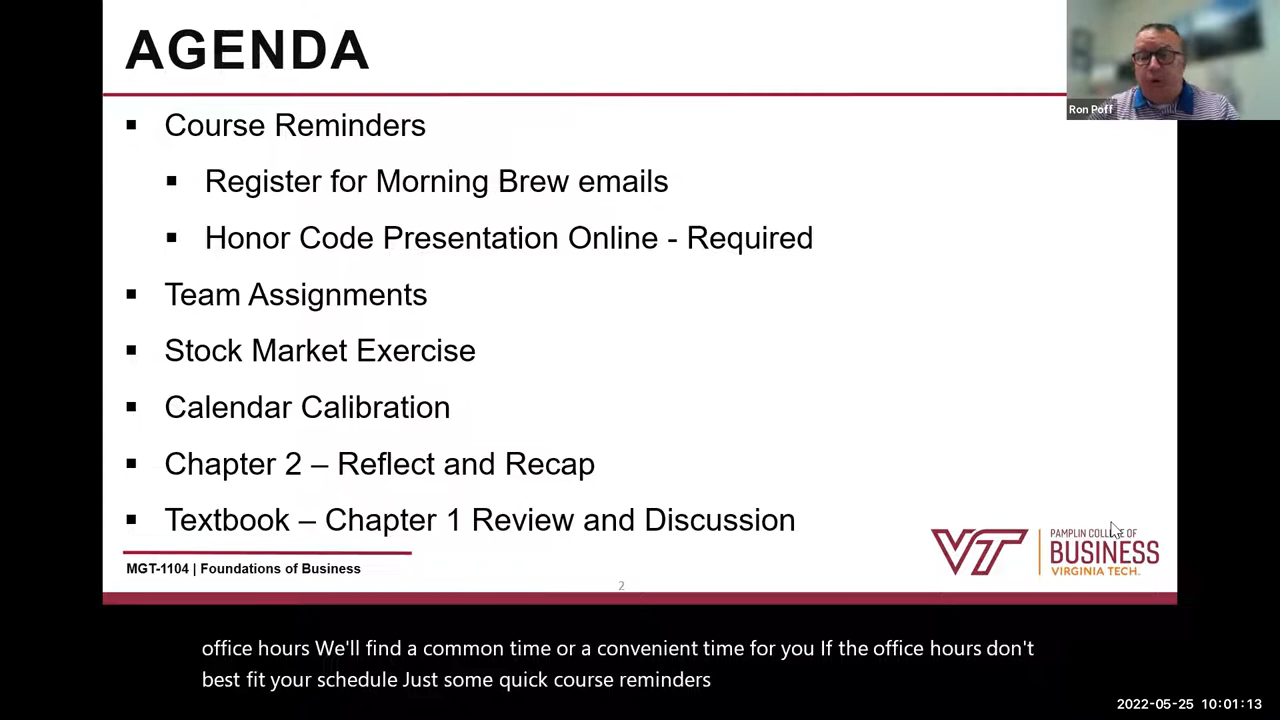 AGENDA
Ron Poff
▪ Course Reminders
▪ Register for Morning Brew emails
▪ Honor Code Presentation Online - Required
▪ Team Assignments
▪ Stock Market Exercise
▪ Calendar Calibration
▪ Chapter 2 – Reflect and Recap
▪ Textbook – Chapter 1 Review and Discussion
VT
PAMPLIN COLLEGE OF
BUSINESS
VIRGINIA TECH.
MGT-1104 | Foundations of Business
2
office hours We'll find a common time or a convenient time for you If the office hours don't
best fit your schedule Just some quick course reminders
2022-05-25 10:01:13